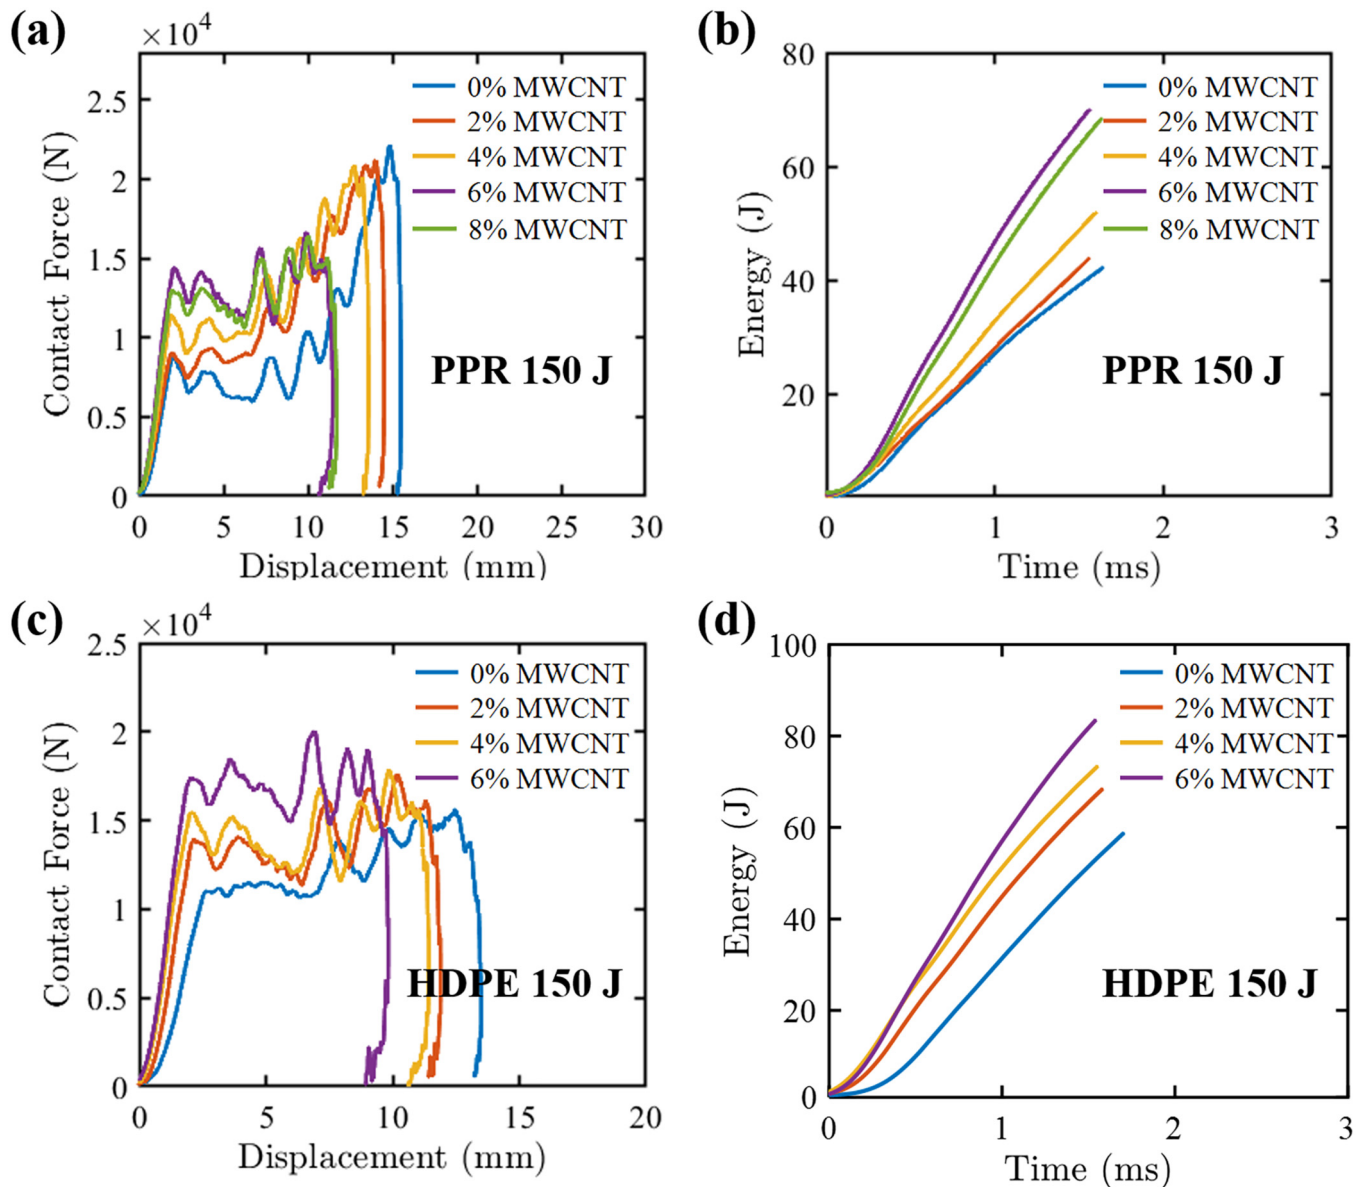 (a)
×10⁴
Contact Force (N)
2.5
2
1.5
1
0.5
0
0 5 10 15 20 25 30
Displacement (mm)
0% MWCNT
2% MWCNT
4% MWCNT
6% MWCNT
8% MWCNT
PPR 150 J
(b)
Energy (J)
80
60
40
20
0 1 2 3
Time (ms)
0% MWCNT
2% MWCNT
4% MWCNT
6% MWCNT
8% MWCNT
PPR 150 J
(c)
×10⁴
Contact Force (N)
2.5
2
1.5
1
0.5
0
0 5 10 15 20
Displacement (mm)
0% MWCNT
2% MWCNT
4% MWCNT
6% MWCNT
HDPE 150 J
(d)
Energy (J)
100
80
60
40
20
0
0 1 2 3
Time (ms)
0% MWCNT
2% MWCNT
4% MWCNT
6% MWCNT
HDPE 150 J